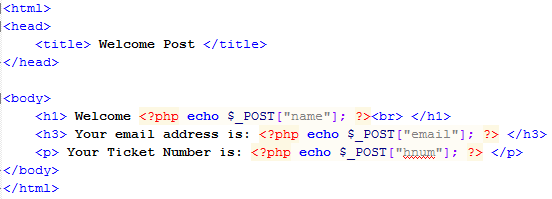 <html>
<head>
<title> Welcome Post </title>
</head>
<body>
<h1> Welcome <?php echo $_POST["name"]; ?><br> </h1>
<h3> Your email address is: <?php echo $_POST["email"]; ?> </h3>
<p> Your Ticket Number is: <?php echo $_POST["hnum"]; ?> </p>
</body>
</html>